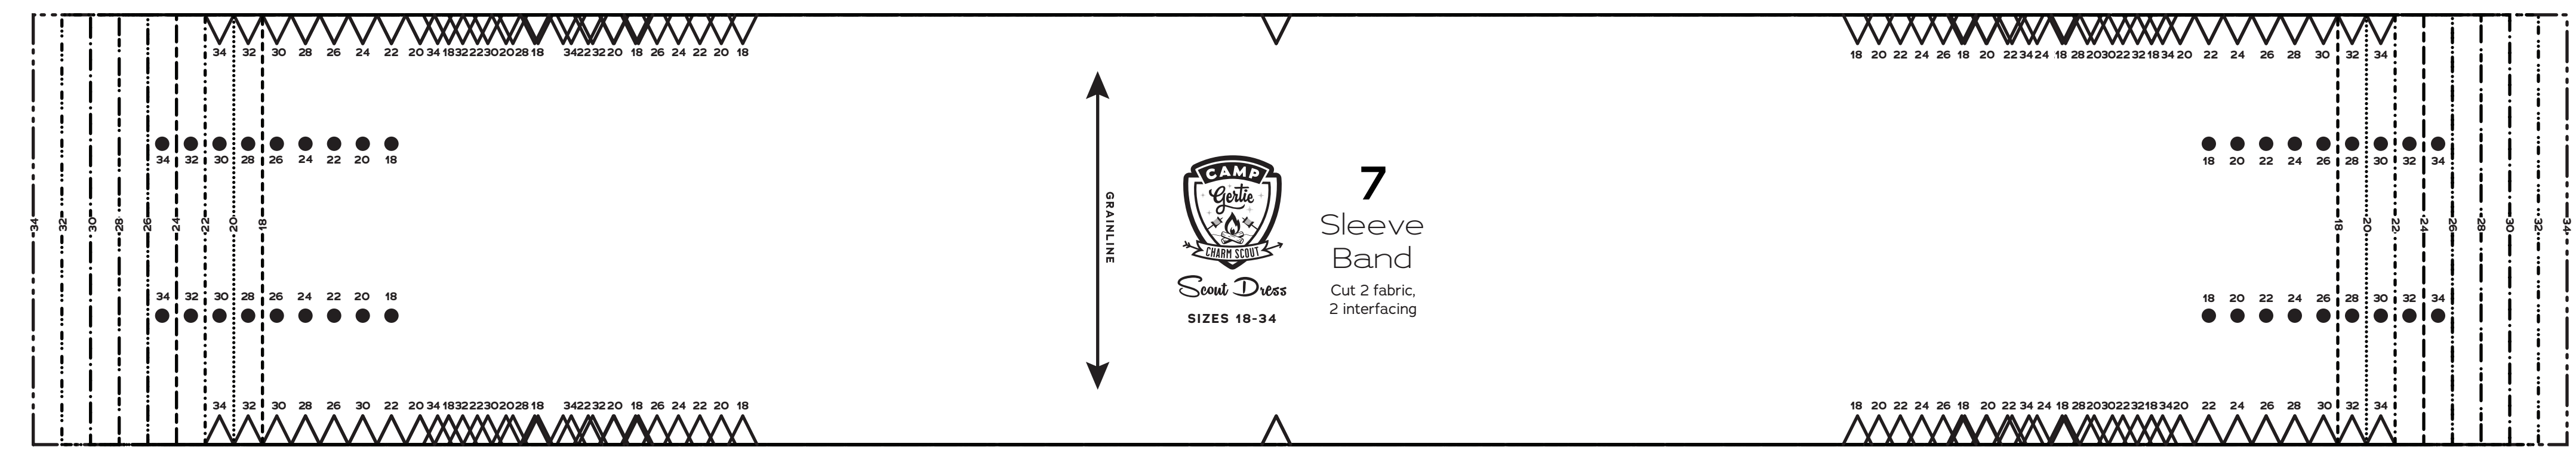 34 32 30 28 26 24 22 20 34 18 32 22 30 20 28 18 34 22 32 20 18 26 24 22 20 18
18 20 22 24 26 18 20 22 34 24 18 28 20 30 22 32 18 34 20 22 24 26 28 30 32 34
34 32 30 28 26 24 22 20 18
18 20 22 24 26 28 30 32 34
34 32 30 28 26 24 22 20 18
GRAINLINE
CAMP
Gertie
CHARM SCOUT
Scout Dress
SIZES 18-34
7
Sleeve
Band
Cut 2 fabric,
2 interfacing
18 20 22 24 26 28 30 32 34
34 32 30 28 26 24 22 20 18
18 20 22 24 26 28 30 32 34
34 32 30 28 26 30 22 20 34 18 32 22 30 20 28 18 34 22 32 20 18 26 24 22 20 18
18 20 22 24 26 18 20 22 34 24 18 28 20 30 22 32 18 34 20 22 24 26 28 30 32 34